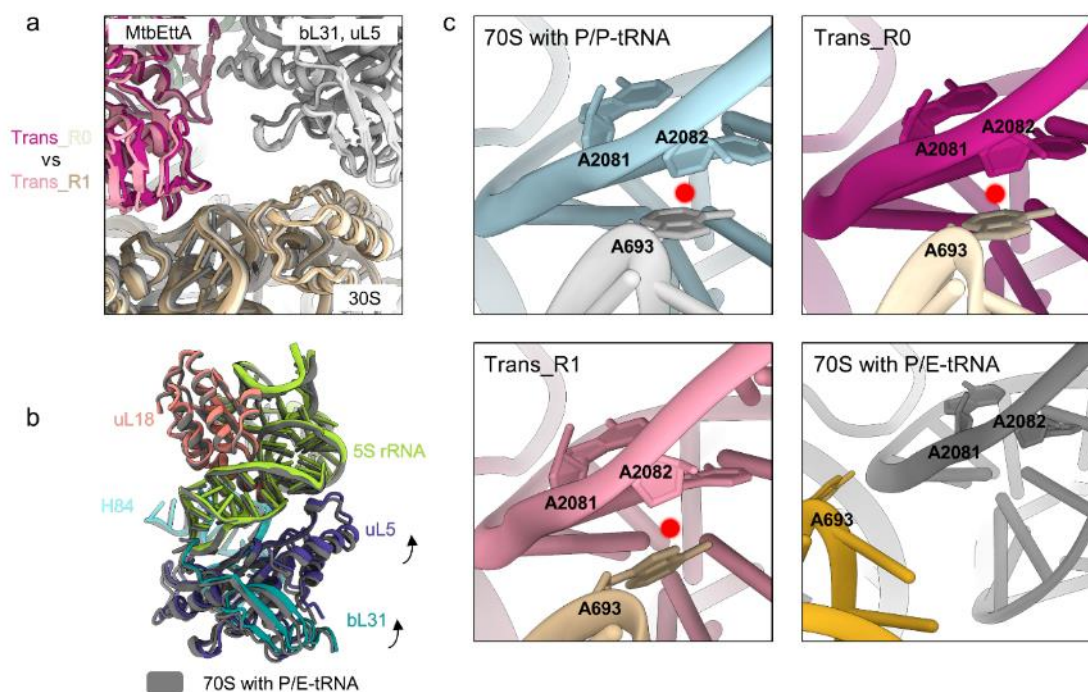 a
MtbEttA
bL31, uL5
Trans_R0
vs
Trans_R1
30S
b
uL18
5S rRNA
H84
uL5
bL31
70S with P/E-tRNA
c
70S with P/P-tRNA
A2082
A2081
A693
Trans_R0
A2082
A2081
A693
Trans_R1
A2082
A2081
A693
70S with P/E-tRNA
A2082
A2081
A693